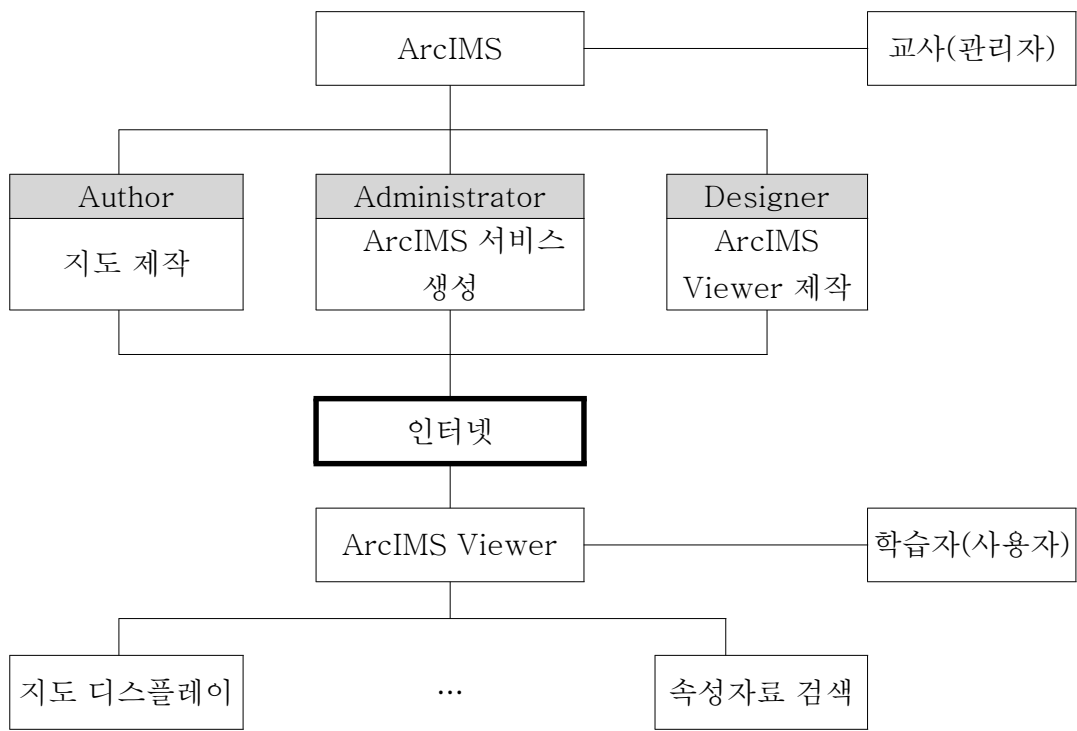 ArcIMS
교사(관리자)
Author
Administrator
Designer
지도 제작
ArcIMS 서비스
생성
ArcIMS
Viewer 제작
인터넷
ArcIMS Viewer
학습자(사용자)
지도 디스플레이
...
속성자료 검색